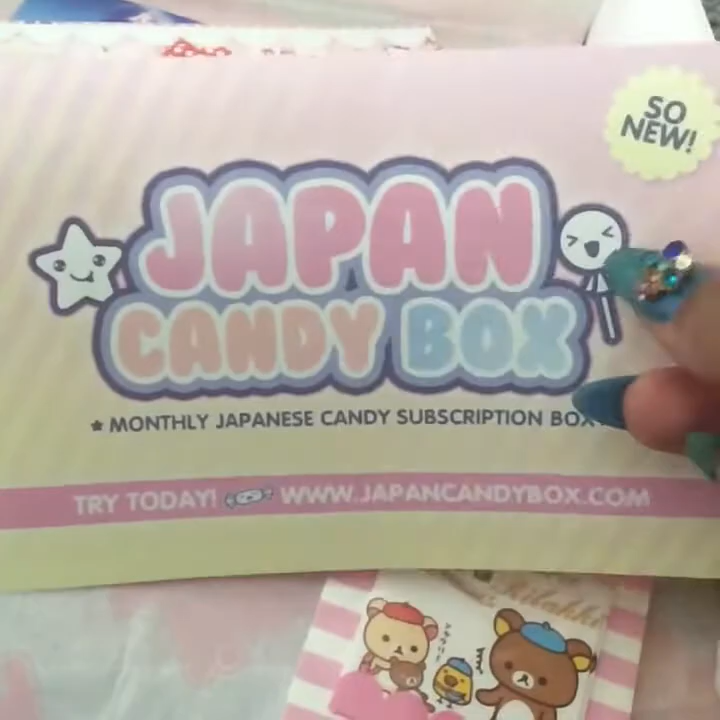 SO
NEW!
JAPAN
CANDY BOX
★ MONTHLY JAPANESE CANDY SUBSCRIPTION BOX
TRY TODAY! WWW.JAPANCANDYBOX.COM